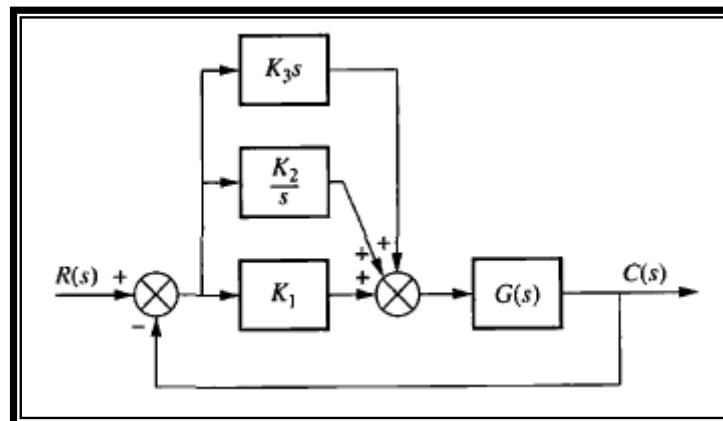 K₃s
+
K₂
s
+
R(s) +
K₁
+
G(s)
C(s)
−